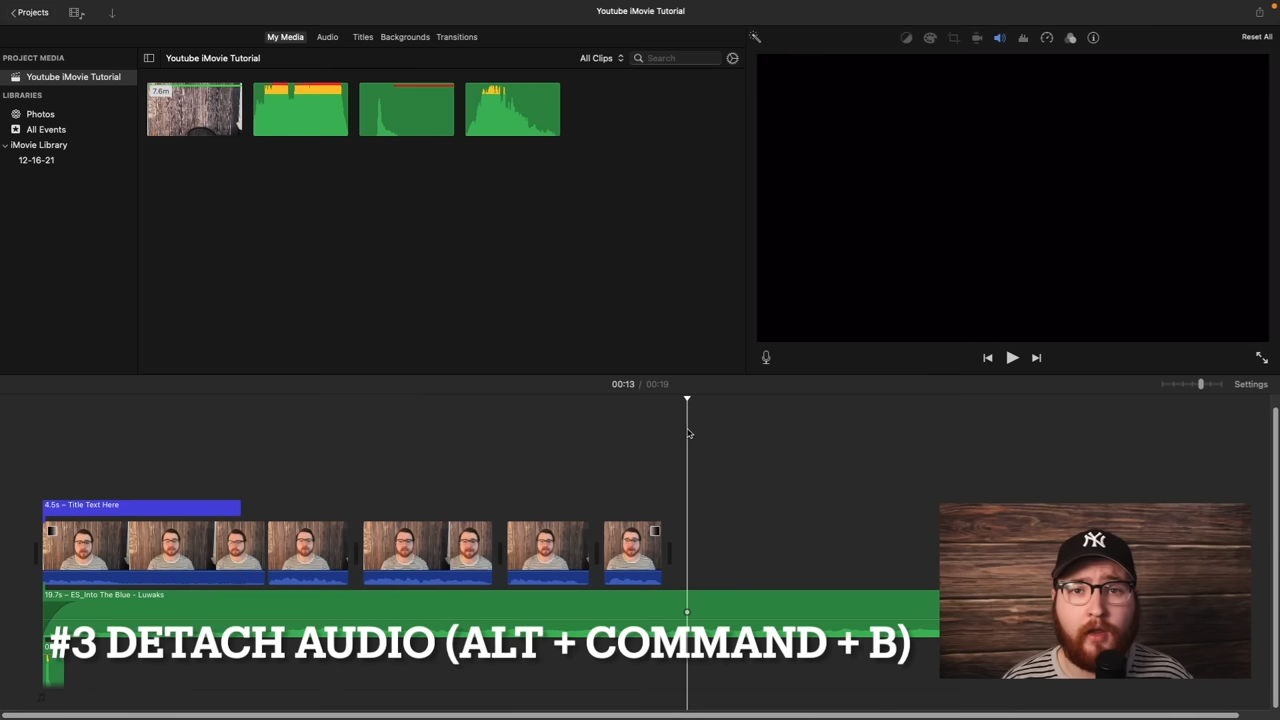 Projects
Youtube iMovie Tutorial
My Media Audio Titles Backgrounds Transitions
Reset All
PROJECT MEDIA
Youtube iMovie Tutorial
All Clips
Search
Youtube iMovie Tutorial
LIBRARIES
Photos
All Events
iMovie Library
12-16-21
7.6m
00:13 / 00:19
Settings
4.5s – Title Text Here
19.7s – ES_Into The Blue - Luwaks
#3 DETACH AUDIO (ALT + COMMAND + B)
NY